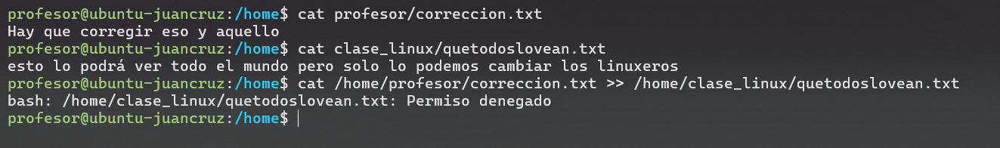 profesor@ubuntu-juancruz:/home$ cat profesor/correccion.txt
Hay que corregir eso y aquello
profesor@ubuntu-juancruz:/home$ cat clase_linux/quetodoslovean.txt
esto lo podrá ver todo el mundo pero solo lo podemos cambiar los linuxeros
profesor@ubuntu-juancruz:/home$ cat /home/profesor/correccion.txt >> /home/clase_linux/quetodoslovean.txt
bash: /home/clase_linux/quetodoslovean.txt: Permiso denegado
profesor@ubuntu-juancruz:/home$